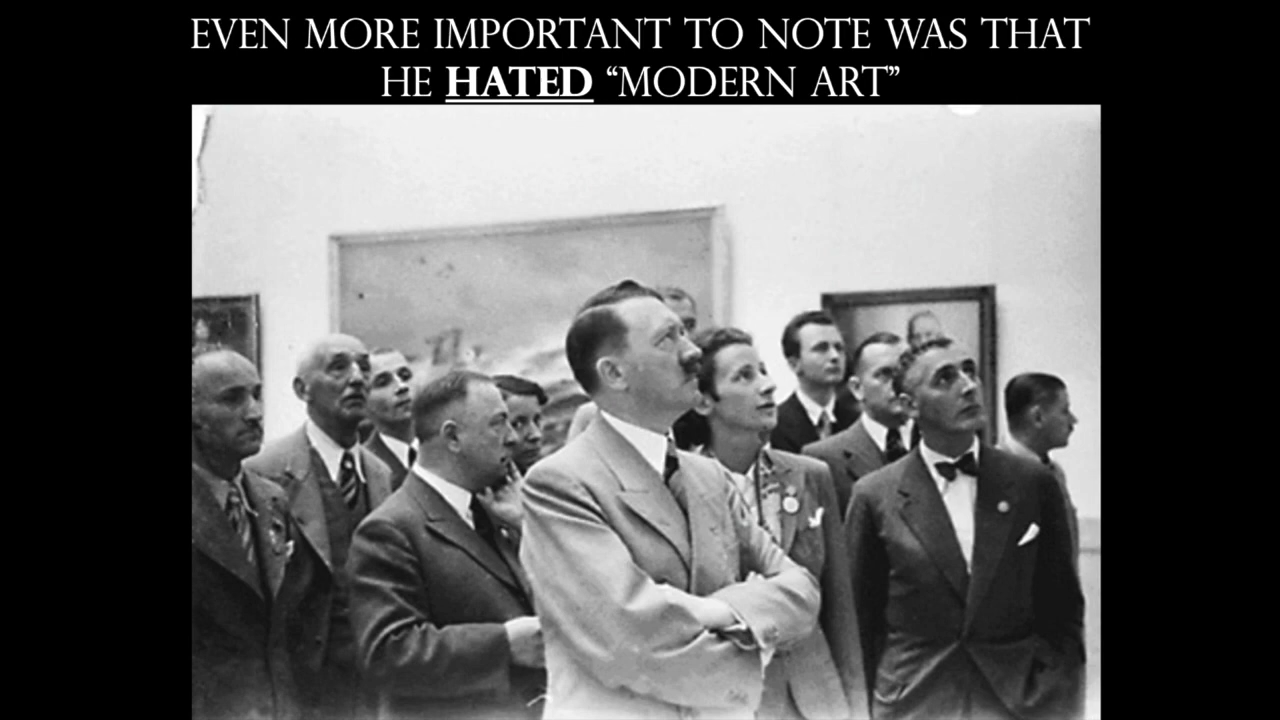 EVEN MORE IMPORTANT TO NOTE WAS THAT
HE HATED “MODERN ART”